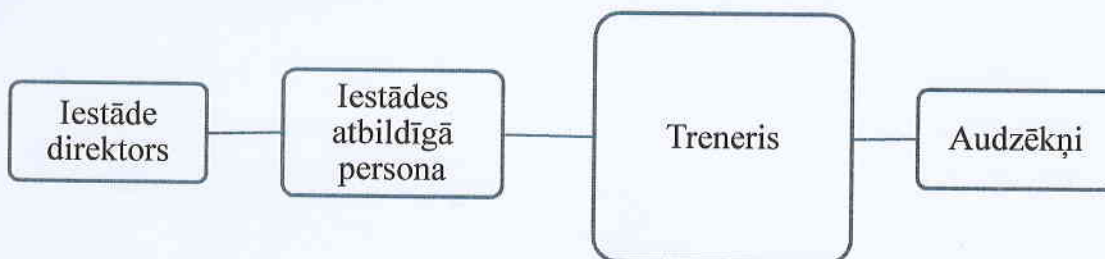 Iestāde
direktors
Iestādes
atbildīgā
persona
Treneris
Audzēkņi